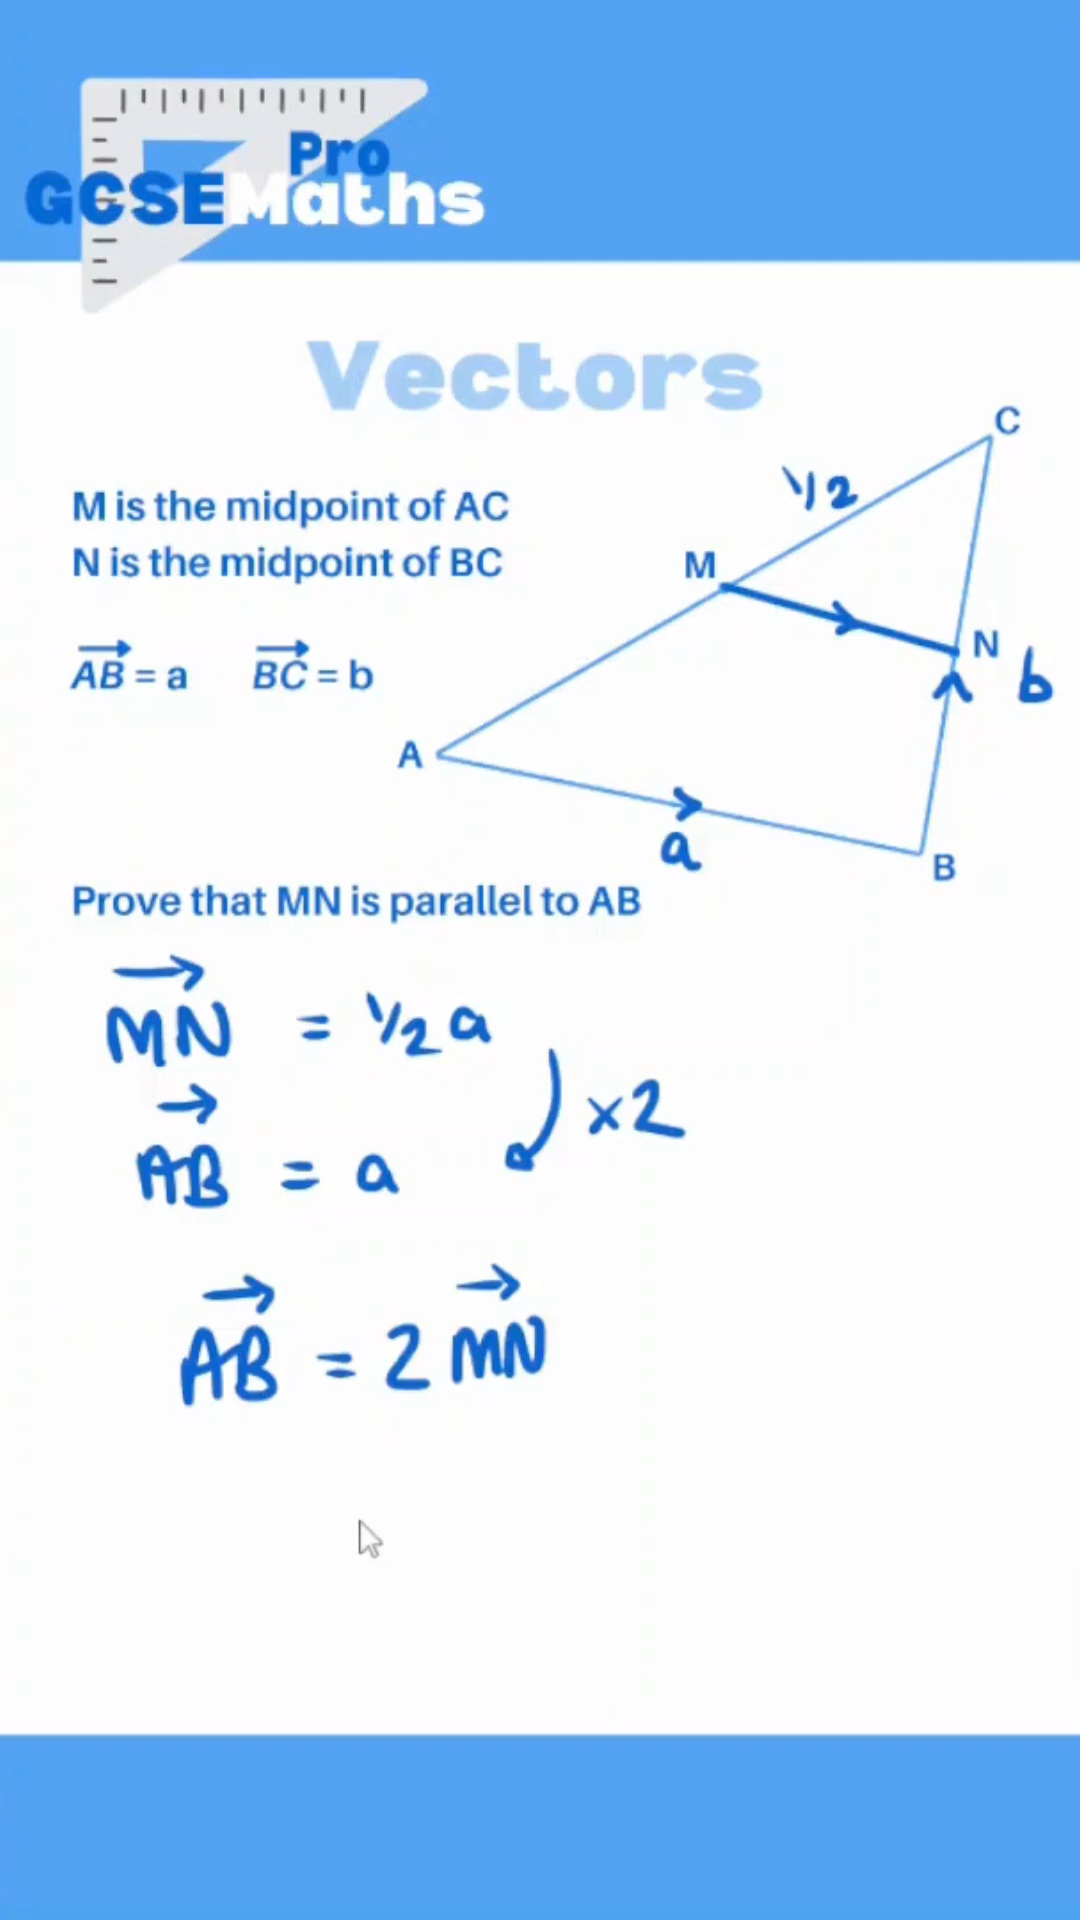 Pro
GCSEMaths
Vectors
C
½
M is the midpoint of AC
N is the midpoint of BC
M
N
b
AB = a BC = b
A
a
B
Prove that MN is parallel to AB
MN = ½ a
×2
AB = a
AB = 2 MN